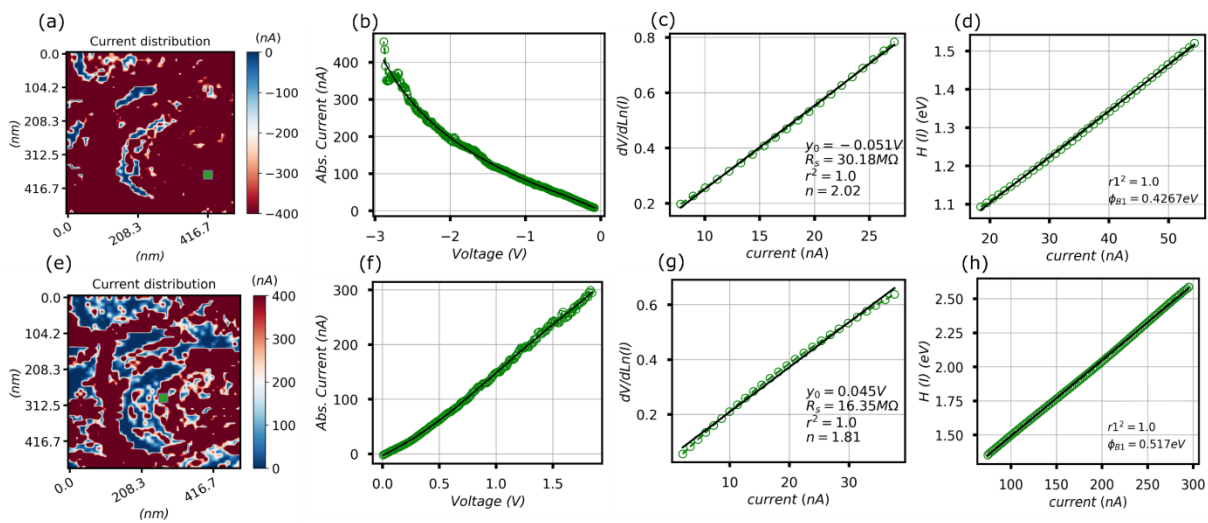 (a)
Current distribution
(nA)
0.0
104.2
208.3
312.5
416.7
(nm)
0.0
208.3
416.7
(nm)
0
−100
−200
−300
−400
(b)
Abs. Current (nA)
400
300
200
100
0
−3
−2
−1
0
Voltage (V)
(c)
dV/dLn(I)
0.8
0.6
0.4
0.2
y₀ = −0.051V
Rₛ = 30.18MΩ
r² = 1.0
n = 2.02
10
15
20
25
current (nA)
(d)
H (I) (eV)
1.5
1.4
1.3
1.2
1.1
r1² = 1.0
ϕ_B1 = 0.4267eV
20
30
40
50
current (nA)
(e)
Current distribution
(nA)
0.0
104.2
208.3
312.5
416.7
(nm)
0.0
208.3
416.7
(nm)
400
300
200
100
0
(f)
Abs. Current (nA)
300
200
100
0
0.0
0.5
1.0
1.5
Voltage (V)
(g)
dV/dLn(I)
0.6
0.4
0.2
y₀ = 0.045V
Rₛ = 16.35MΩ
r² = 1.0
n = 1.81
10
20
30
current (nA)
(h)
H (I) (eV)
2.50
2.25
2.00
1.75
1.50
r1² = 1.0
ϕ_B1 = 0.517eV
100
150
200
250
300
current (nA)